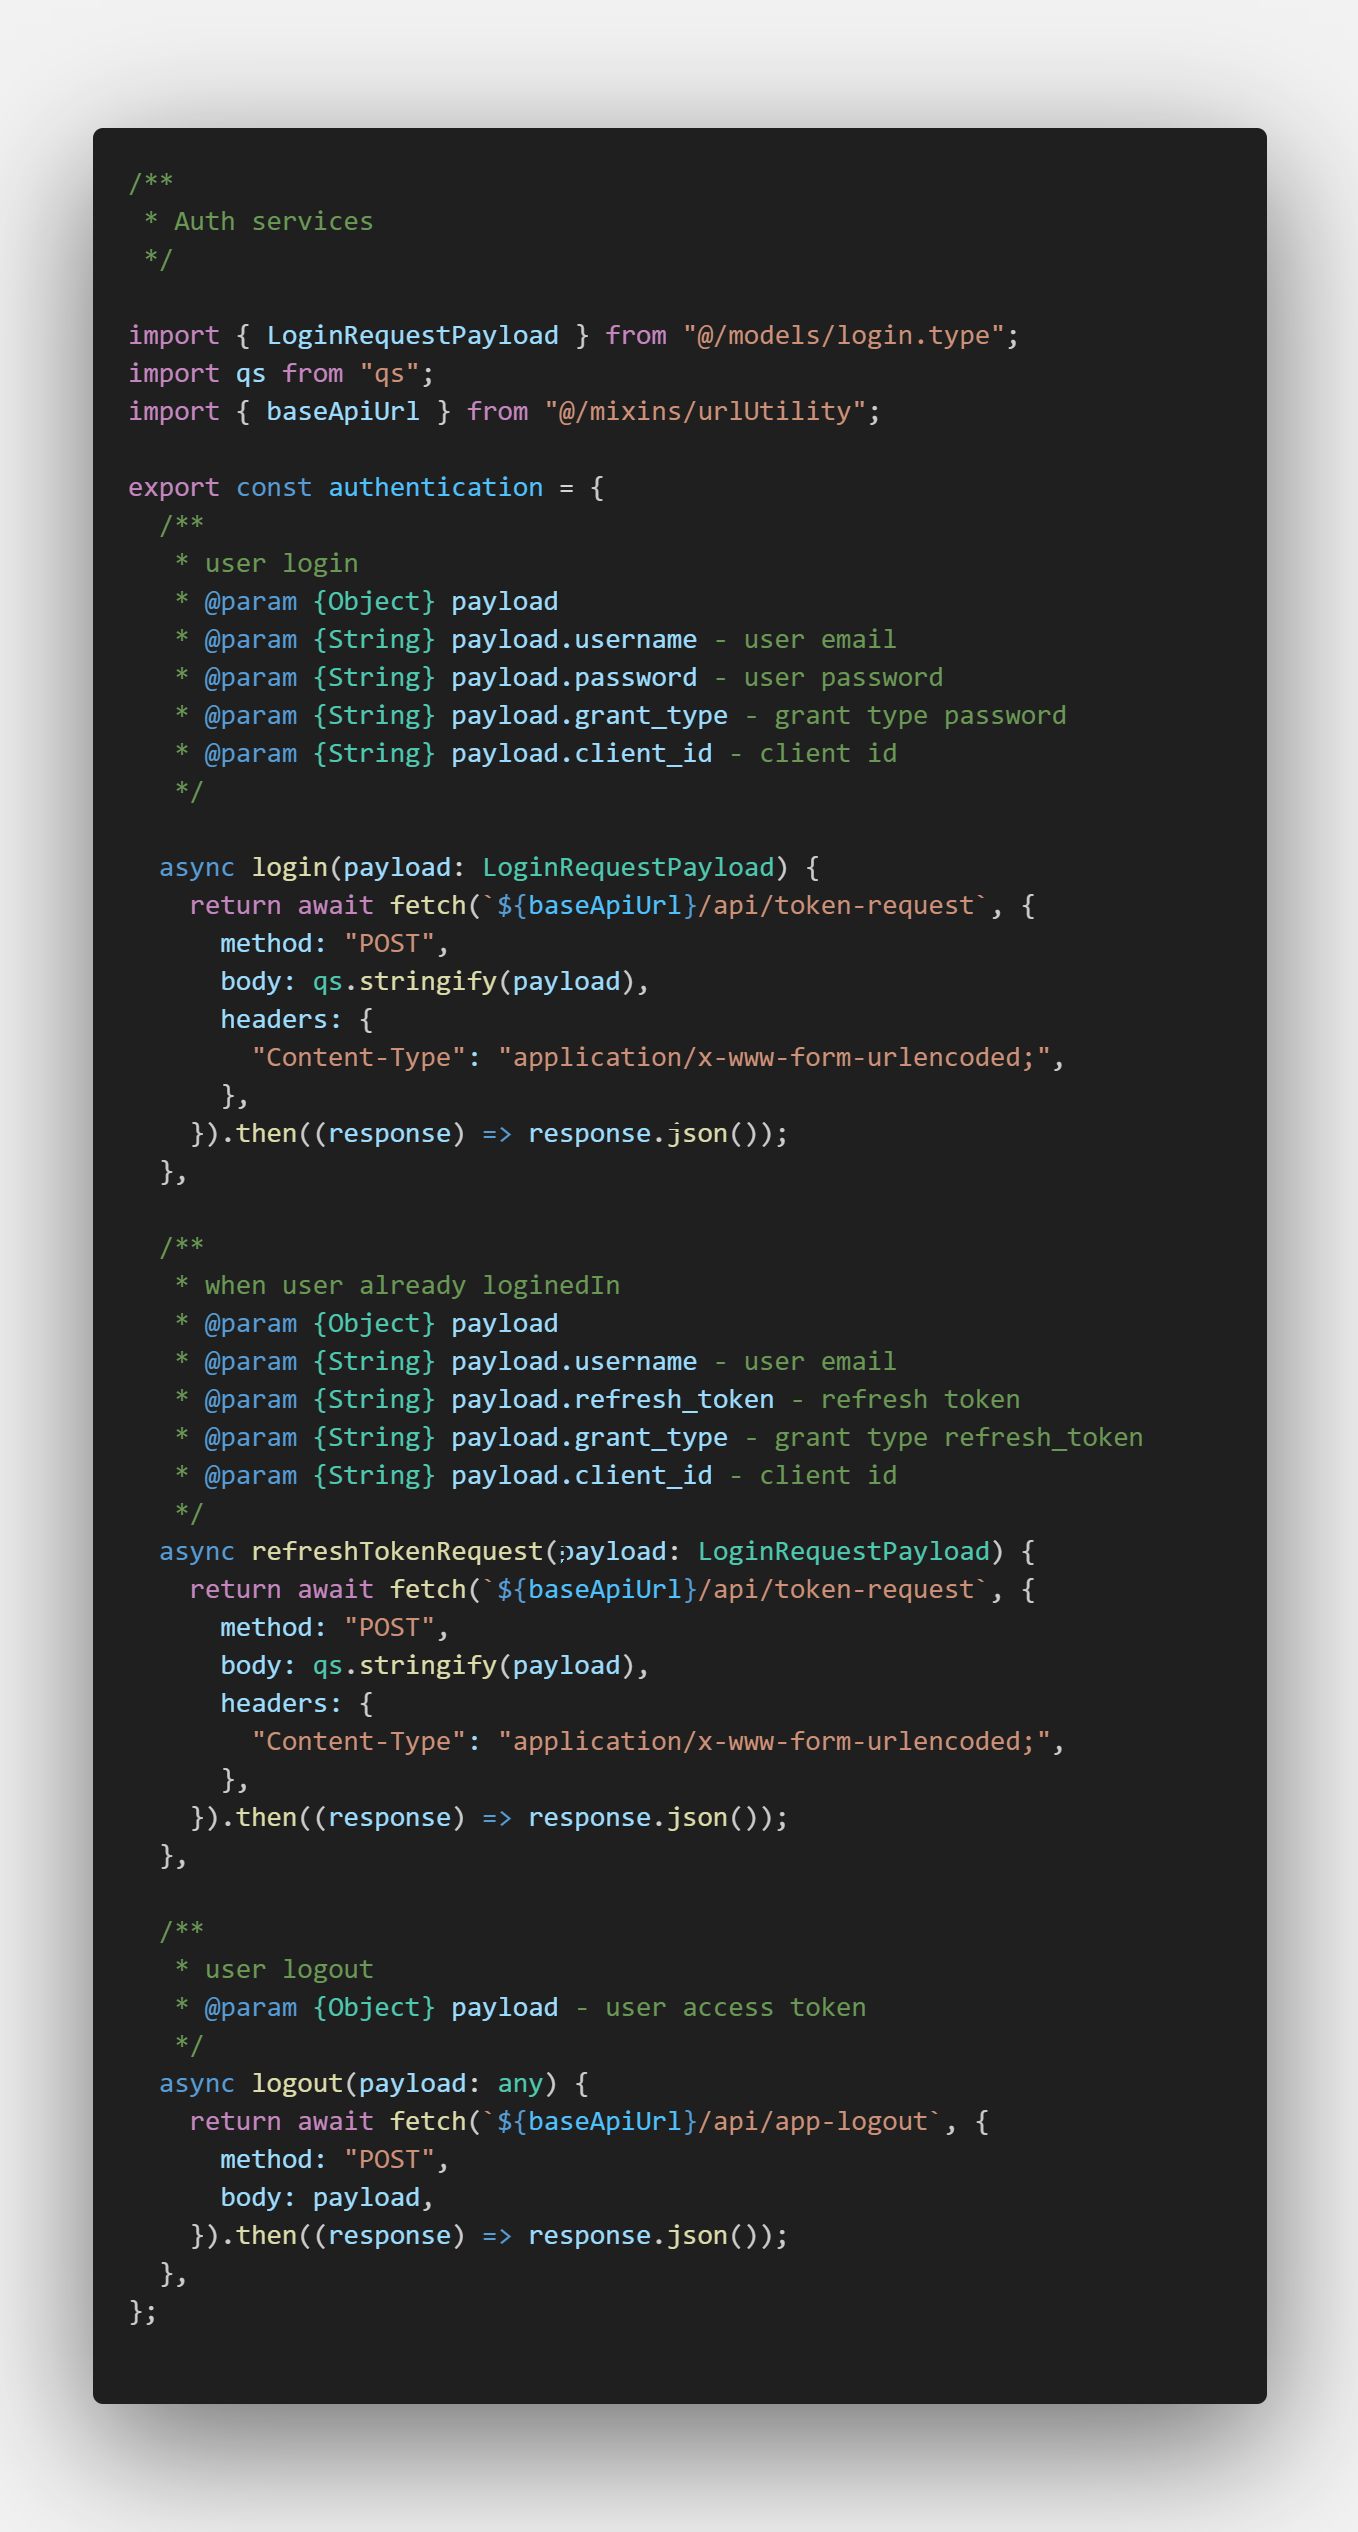 /**
 * Auth services
 */

import { LoginRequestPayload } from "@/models/login.type";
import qs from "qs";
import { baseApiUrl } from "@/mixins/urlUtility";

export const authentication = {
  /**
   * user login
   * @param {Object} payload
   * @param {String} payload.username - user email
   * @param {String} payload.password - user password
   * @param {String} payload.grant_type - grant type password
   * @param {String} payload.client_id - client id
   */

  async login(payload: LoginRequestPayload) {
    return await fetch(`${baseApiUrl}/api/token-request`, {
      method: "POST",
      body: qs.stringify(payload),
      headers: {
        "Content-Type": "application/x-www-form-urlencoded;",
      },
    }).then((response) => response.json());
  },

  /**
   * when user already loginedIn
   * @param {Object} payload
   * @param {String} payload.username - user email
   * @param {String} payload.refresh_token - refresh token
   * @param {String} payload.grant_type - grant type refresh_token
   * @param {String} payload.client_id - client id
   */
  async refreshTokenRequest(payload: LoginRequestPayload) {
    return await fetch(`${baseApiUrl}/api/token-request`, {
      method: "POST",
      body: qs.stringify(payload),
      headers: {
        "Content-Type": "application/x-www-form-urlencoded;",
      },
    }).then((response) => response.json());
  },

  /**
   * user logout
   * @param {Object} payload - user access token
   */
  async logout(payload: any) {
    return await fetch(`${baseApiUrl}/api/app-logout`, {
      method: "POST",
      body: payload,
    }).then((response) => response.json());
  },
};